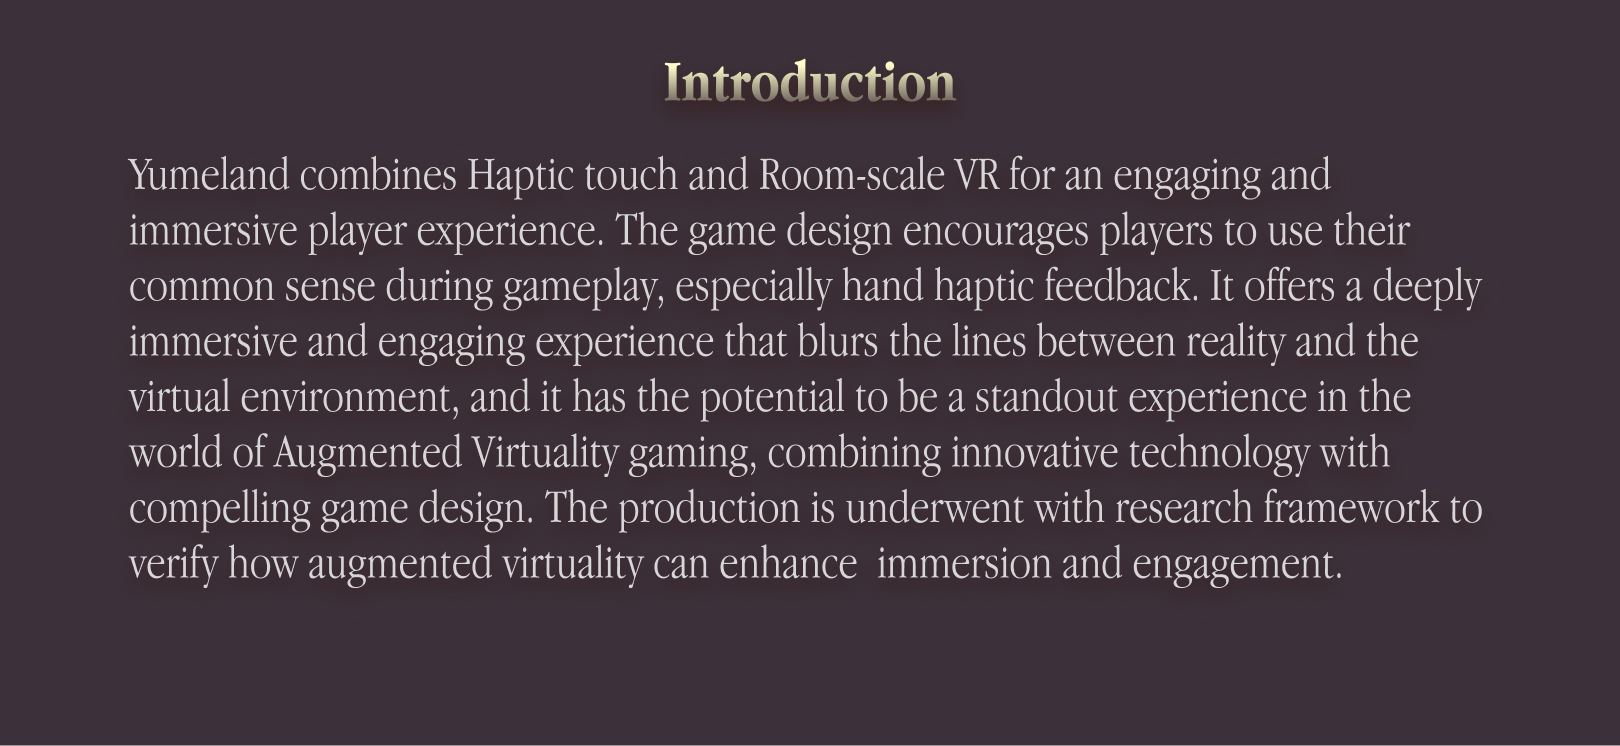 Introduction
Yumeland combines Haptic touch and Room-scale VR for an engaging and
immersive player experience. The game design encourages players to use their
common sense during gameplay, especially hand haptic feedback. It offers a deeply
immersive and engaging experience that blurs the lines between reality and the
virtual environment, and it has the potential to be a standout experience in the
world of Augmented Virtuality gaming, combining innovative technology with
compelling game design. The production is underwent with research framework to
verify how augmented virtuality can enhance  immersion and engagement.